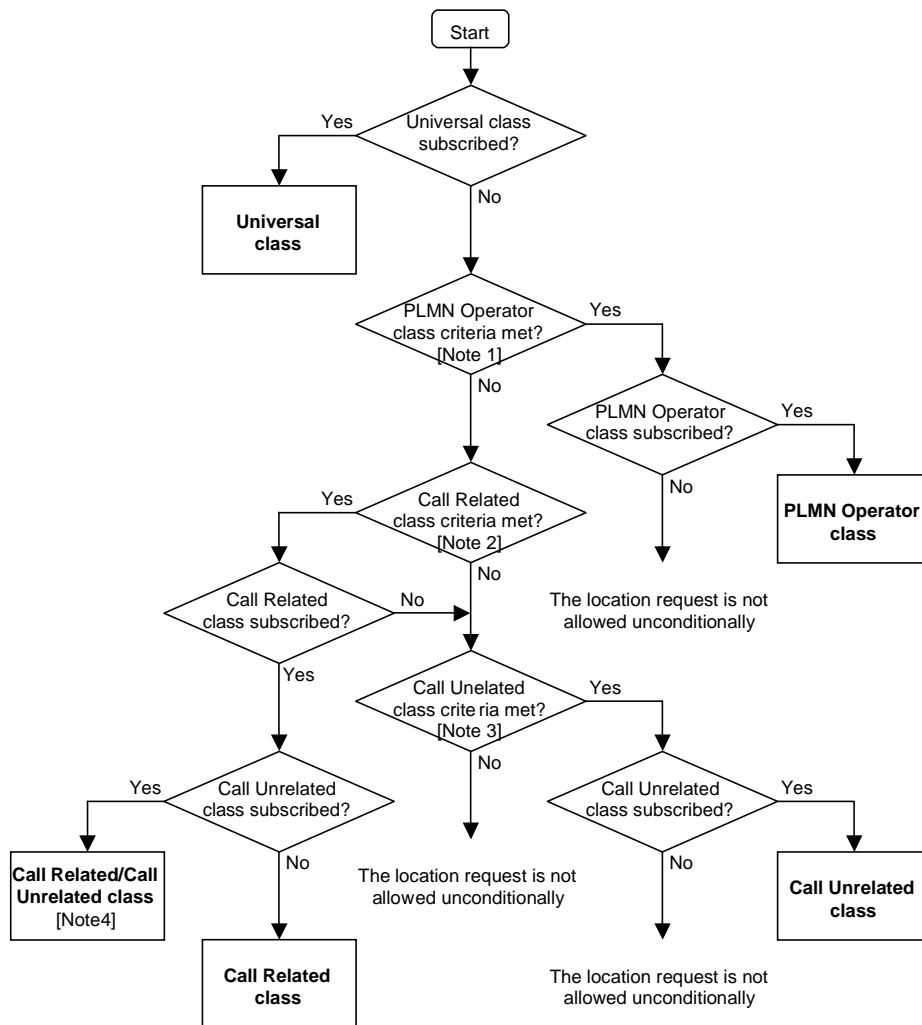 Start
Yes
Universal class
subscribed?
No
Universal
class
PLMN Operator
class criteria met?
[Note 1]
Yes
No
PLMN Operator
class subscribed?
Yes
No
PLMN Operator
class
Yes
Call Related
class criteria met?
[Note 2]
No
Call Related
class subscribed?
No
The location request is not
allowed unconditionally
Yes
Call Unelated
class criteria met?
[Note 3]
Yes
No
Yes
Call Unrelated
class subscribed?
No
Call Unrelated
class subscribed?
Yes
No
Call Related/Call
Unrelated class
[Note4]
The location request is not
allowed unconditionally
Call Unrelated
class
Call Related
class
The location request is not
allowed unconditionally